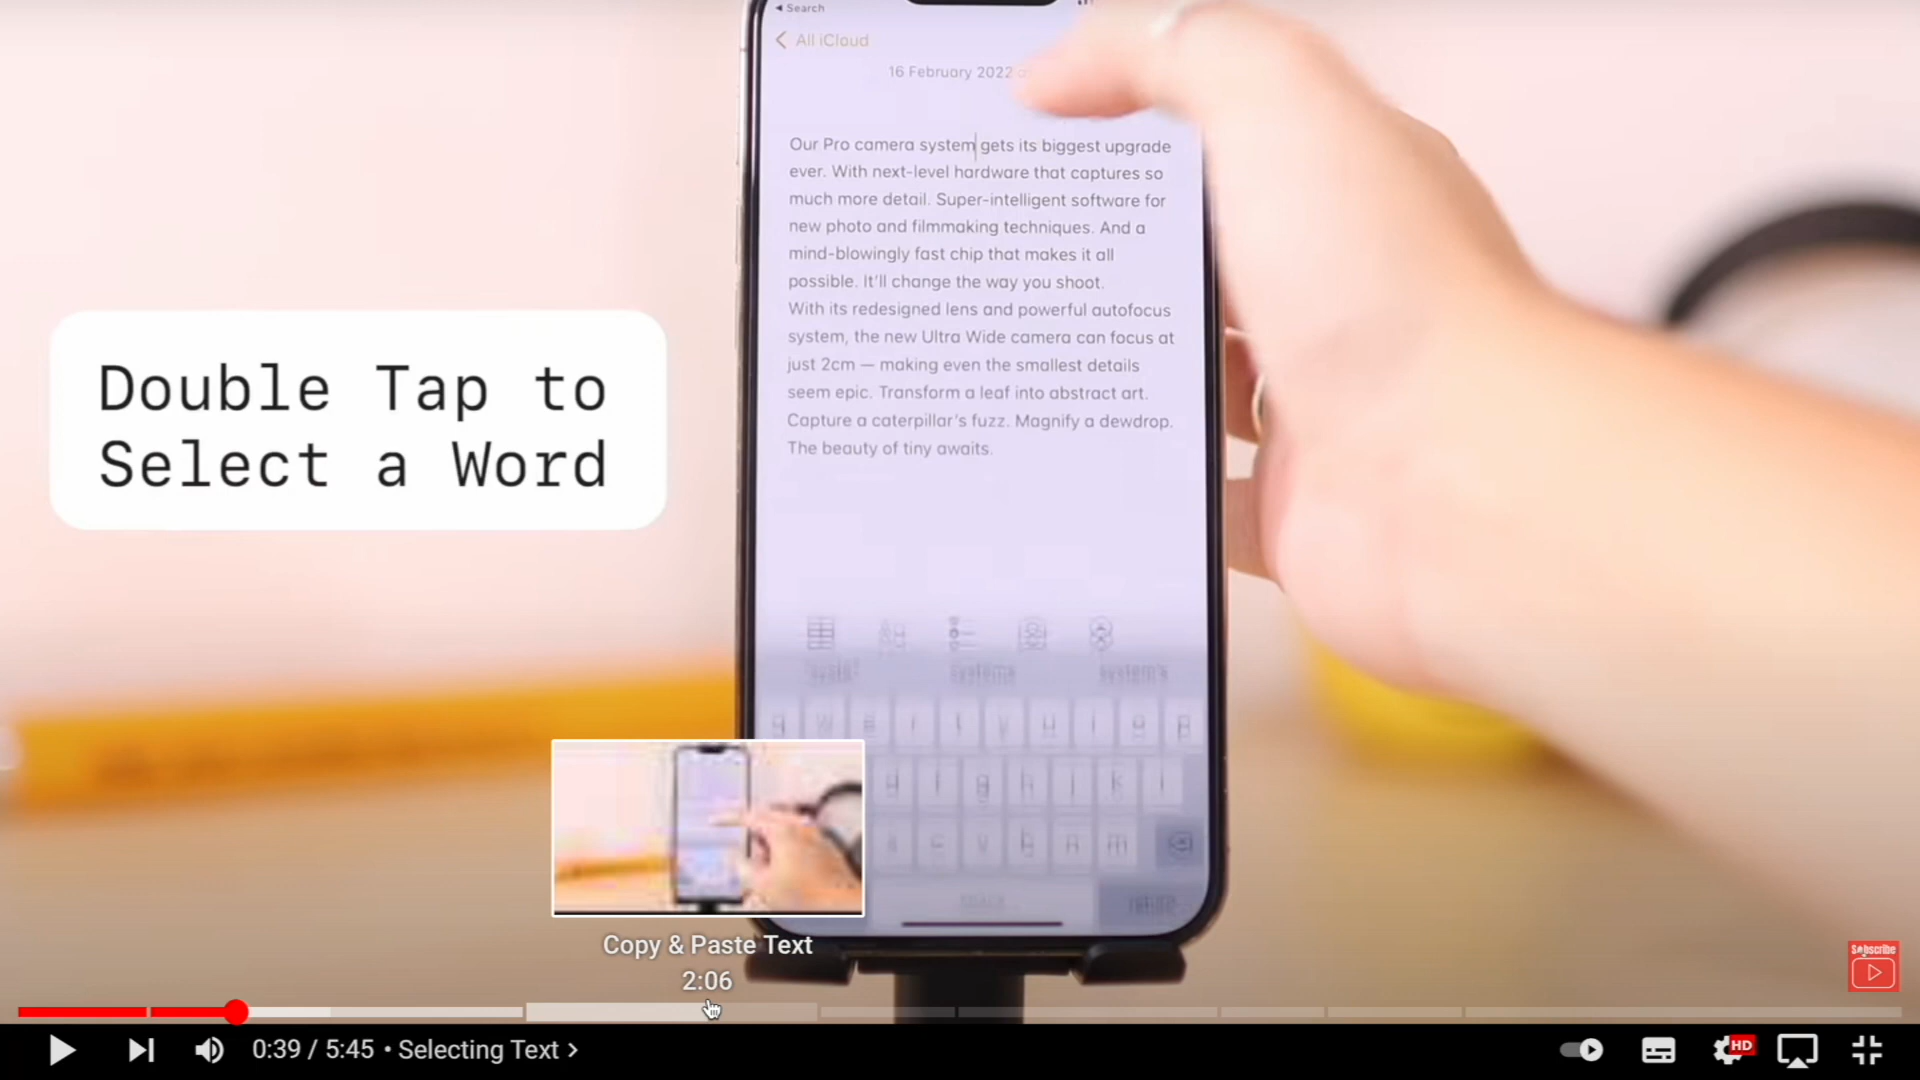 Search
All iCloud
16 February 2022
Our Pro camera system gets its biggest upgrade
ever. With next-level hardware that captures so
much more detail. Super-intelligent software for
new photo and filmmaking techniques. And a
mind-blowingly fast chip that makes it all
possible. It'll change the way you shoot.
With its redesigned lens and powerful autofocus
system, the new Ultra Wide camera can focus at
just 2cm — making even the smallest details
seem epic. Transform a leaf into abstract art.
Capture a caterpillar's fuzz. Magnify a dewdrop.
The beauty of tiny awaits.
Double Tap to
Select a Word
systems system's
d f g h j k l
c v b n m
Copy & Paste Text
2:06
Subscribe
0:39 / 5:45 • Selecting Text
HD